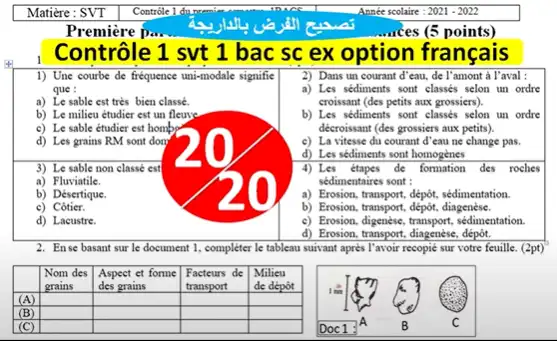 Matière : SVT
Contrôle 1 du premier semestre 1BACS
Année scolaire : 2021 - 2022
تصحيح الفرض بالداريجة
Première
ces (5 points)
Contrôle 1 svt 1 bac sc ex option français
1) Une courbe de fréquence uni-modale signifie
que :
a) Le sable est très bien classé.
b) Le milieu étudier est un fleuve
c) Le sable étudier est
d) Les grains RM sont
2) Dans un courant d'eau, de l'amont à l'aval :
a) Les sédiments sont classés selon un ordre
croissant (des petits aux grossiers).
b) Les sédiments sont classés selon un ordre
décroissant (des grossiers aux petits).
c) La vitesse du courant d'eau ne change pas.
d) Les sédiments sont homogènes
20
20
3) Le sable non classé est
a) Fluviatile.
b) Désertique.
c) Côtier.
d) Lacustre.
4) Les étapes de formation des roches
sédimentaires sont :
a) Erosion, transport, dépôt, sédimentation.
b) Erosion, transport, dépôt, diagenèse.
c) Erosion, digenèse, transport, sédimentation.
d) Erosion, transport, diagenèse, dépôt.
2. En se basant sur le document 1, compléter le tableau suivant après l'avoir recopié sur votre feuille. (2pt)
Nom des grains
Aspect et forme des grains
Facteurs de transport
Milieu de dépôt
(A)
(B)
(C)
1 mm
Doc 1 :
A
B
C